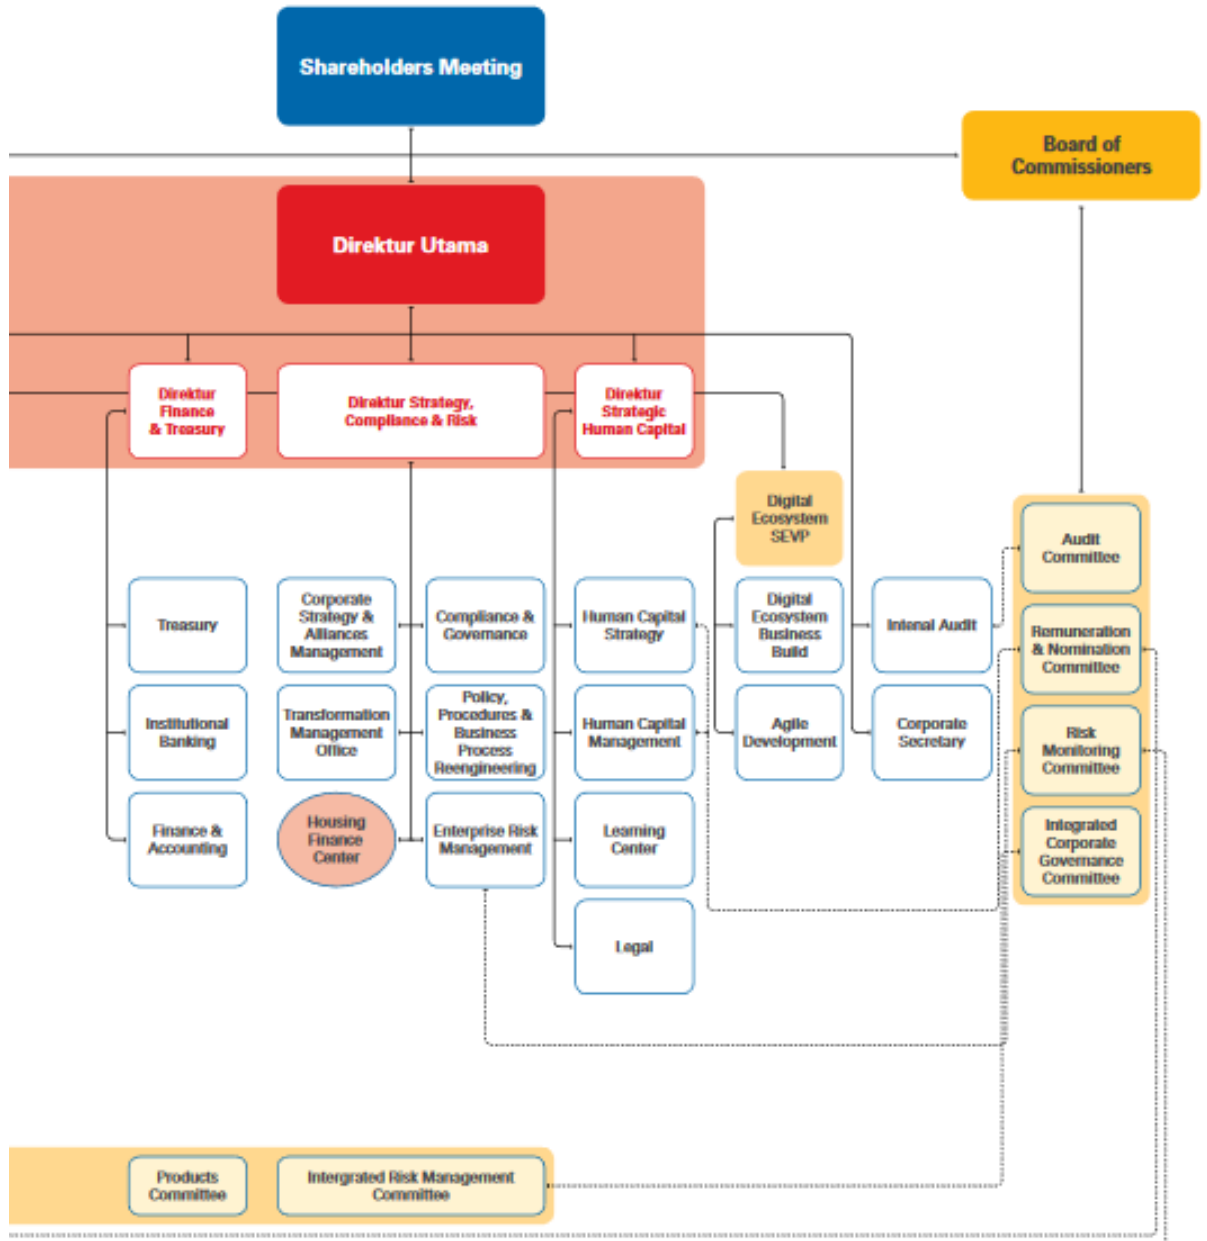 Shareholders Meeting
Board of
Commissioners
Direktur Utama
Direktur
Finance
& Treasury
Direktur Strategy,
Compliance & Risk
Direktur
Strategic
Human Capital
Digital
Ecosystem
SEVP
Audit
Committee
Treasury
Corporate
Strategy &
Alliances
Management
Compliance &
Governance
Human Capital
Strategy
Digital
Ecosystem
Business
Build
Intenal Audit
Remuneration
& Nomination
Committee
Institutional
Banking
Transformation
Management
Office
Policy,
Procedures &
Business
Process
Reengineering
Human Capital
Management
Agile
Development
Corporate
Secretary
Risk
Monitoring
Committee
Finance &
Accounting
Housing
Finance
Center
Enterprise Risk
Management
Learning
Center
Integrated
Corporate
Governance
Committee
Legal
Products
Committee
Intergrated Risk Management
Committee